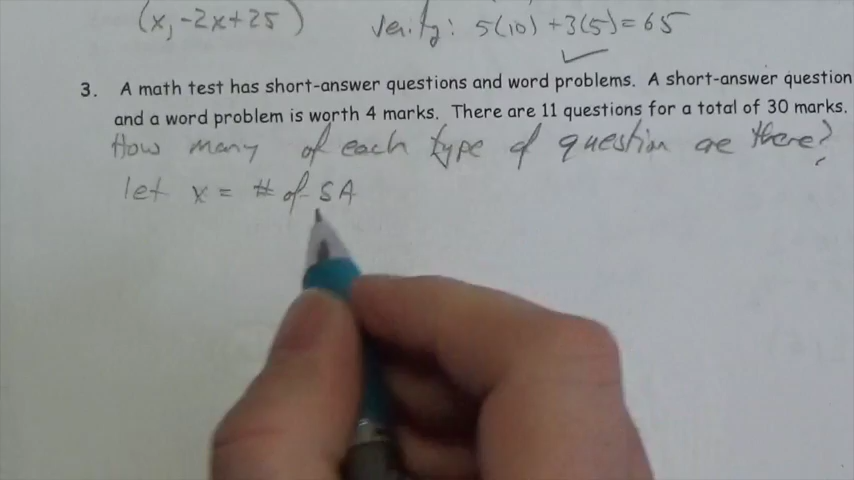 (x, -2x+25) Verify: 5(10) +3(5)=65
3. A math test has short-answer questions and word problems. A short-answer question
and a word problem is worth 4 marks. There are 11 questions for a total of 30 marks.
How many of each type of question are there?
let x = # of SA